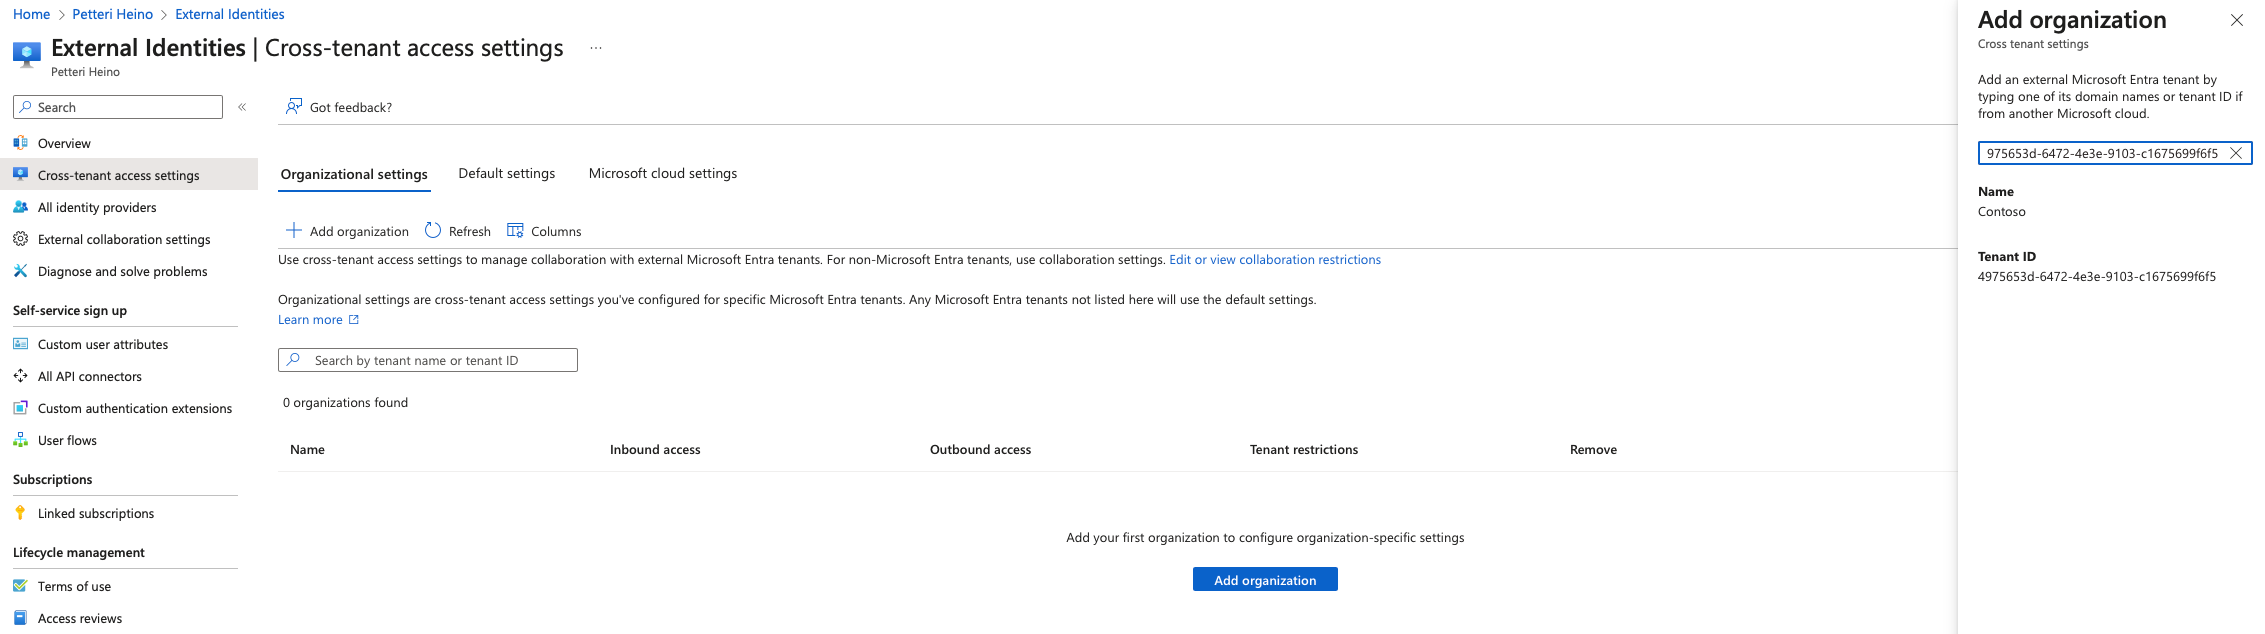 Home > Petteri Heino > External Identities
External Identities | Cross-tenant access settings ...
Petteri Heino
Search «
Overview
Cross-tenant access settings
All identity providers
External collaboration settings
Diagnose and solve problems
Self-service sign up
Custom user attributes
All API connectors
Custom authentication extensions
User flows
Subscriptions
Linked subscriptions
Lifecycle management
Terms of use
Access reviews
Got feedback?
Organizational settings Default settings Microsoft cloud settings
Add organization Refresh Columns
Use cross-tenant access settings to manage collaboration with external Microsoft Entra tenants. For non-Microsoft Entra tenants, use collaboration settings. Edit or view collaboration restrictions
Organizational settings are cross-tenant access settings you've configured for specific Microsoft Entra tenants. Any Microsoft Entra tenants not listed here will use the default settings.
Learn more
Search by tenant name or tenant ID
0 organizations found
Name Inbound access Outbound access Tenant restrictions Remove
Add your first organization to configure organization-specific settings
Add organization
Add organization
Cross tenant settings
Add an external Microsoft Entra tenant by
typing one of its domain names or tenant ID if
from another Microsoft cloud.
975653d-6472-4e3e-9103-c1675699f6f5
Name
Contoso
Tenant ID
4975653d-6472-4e3e-9103-c1675699f6f5